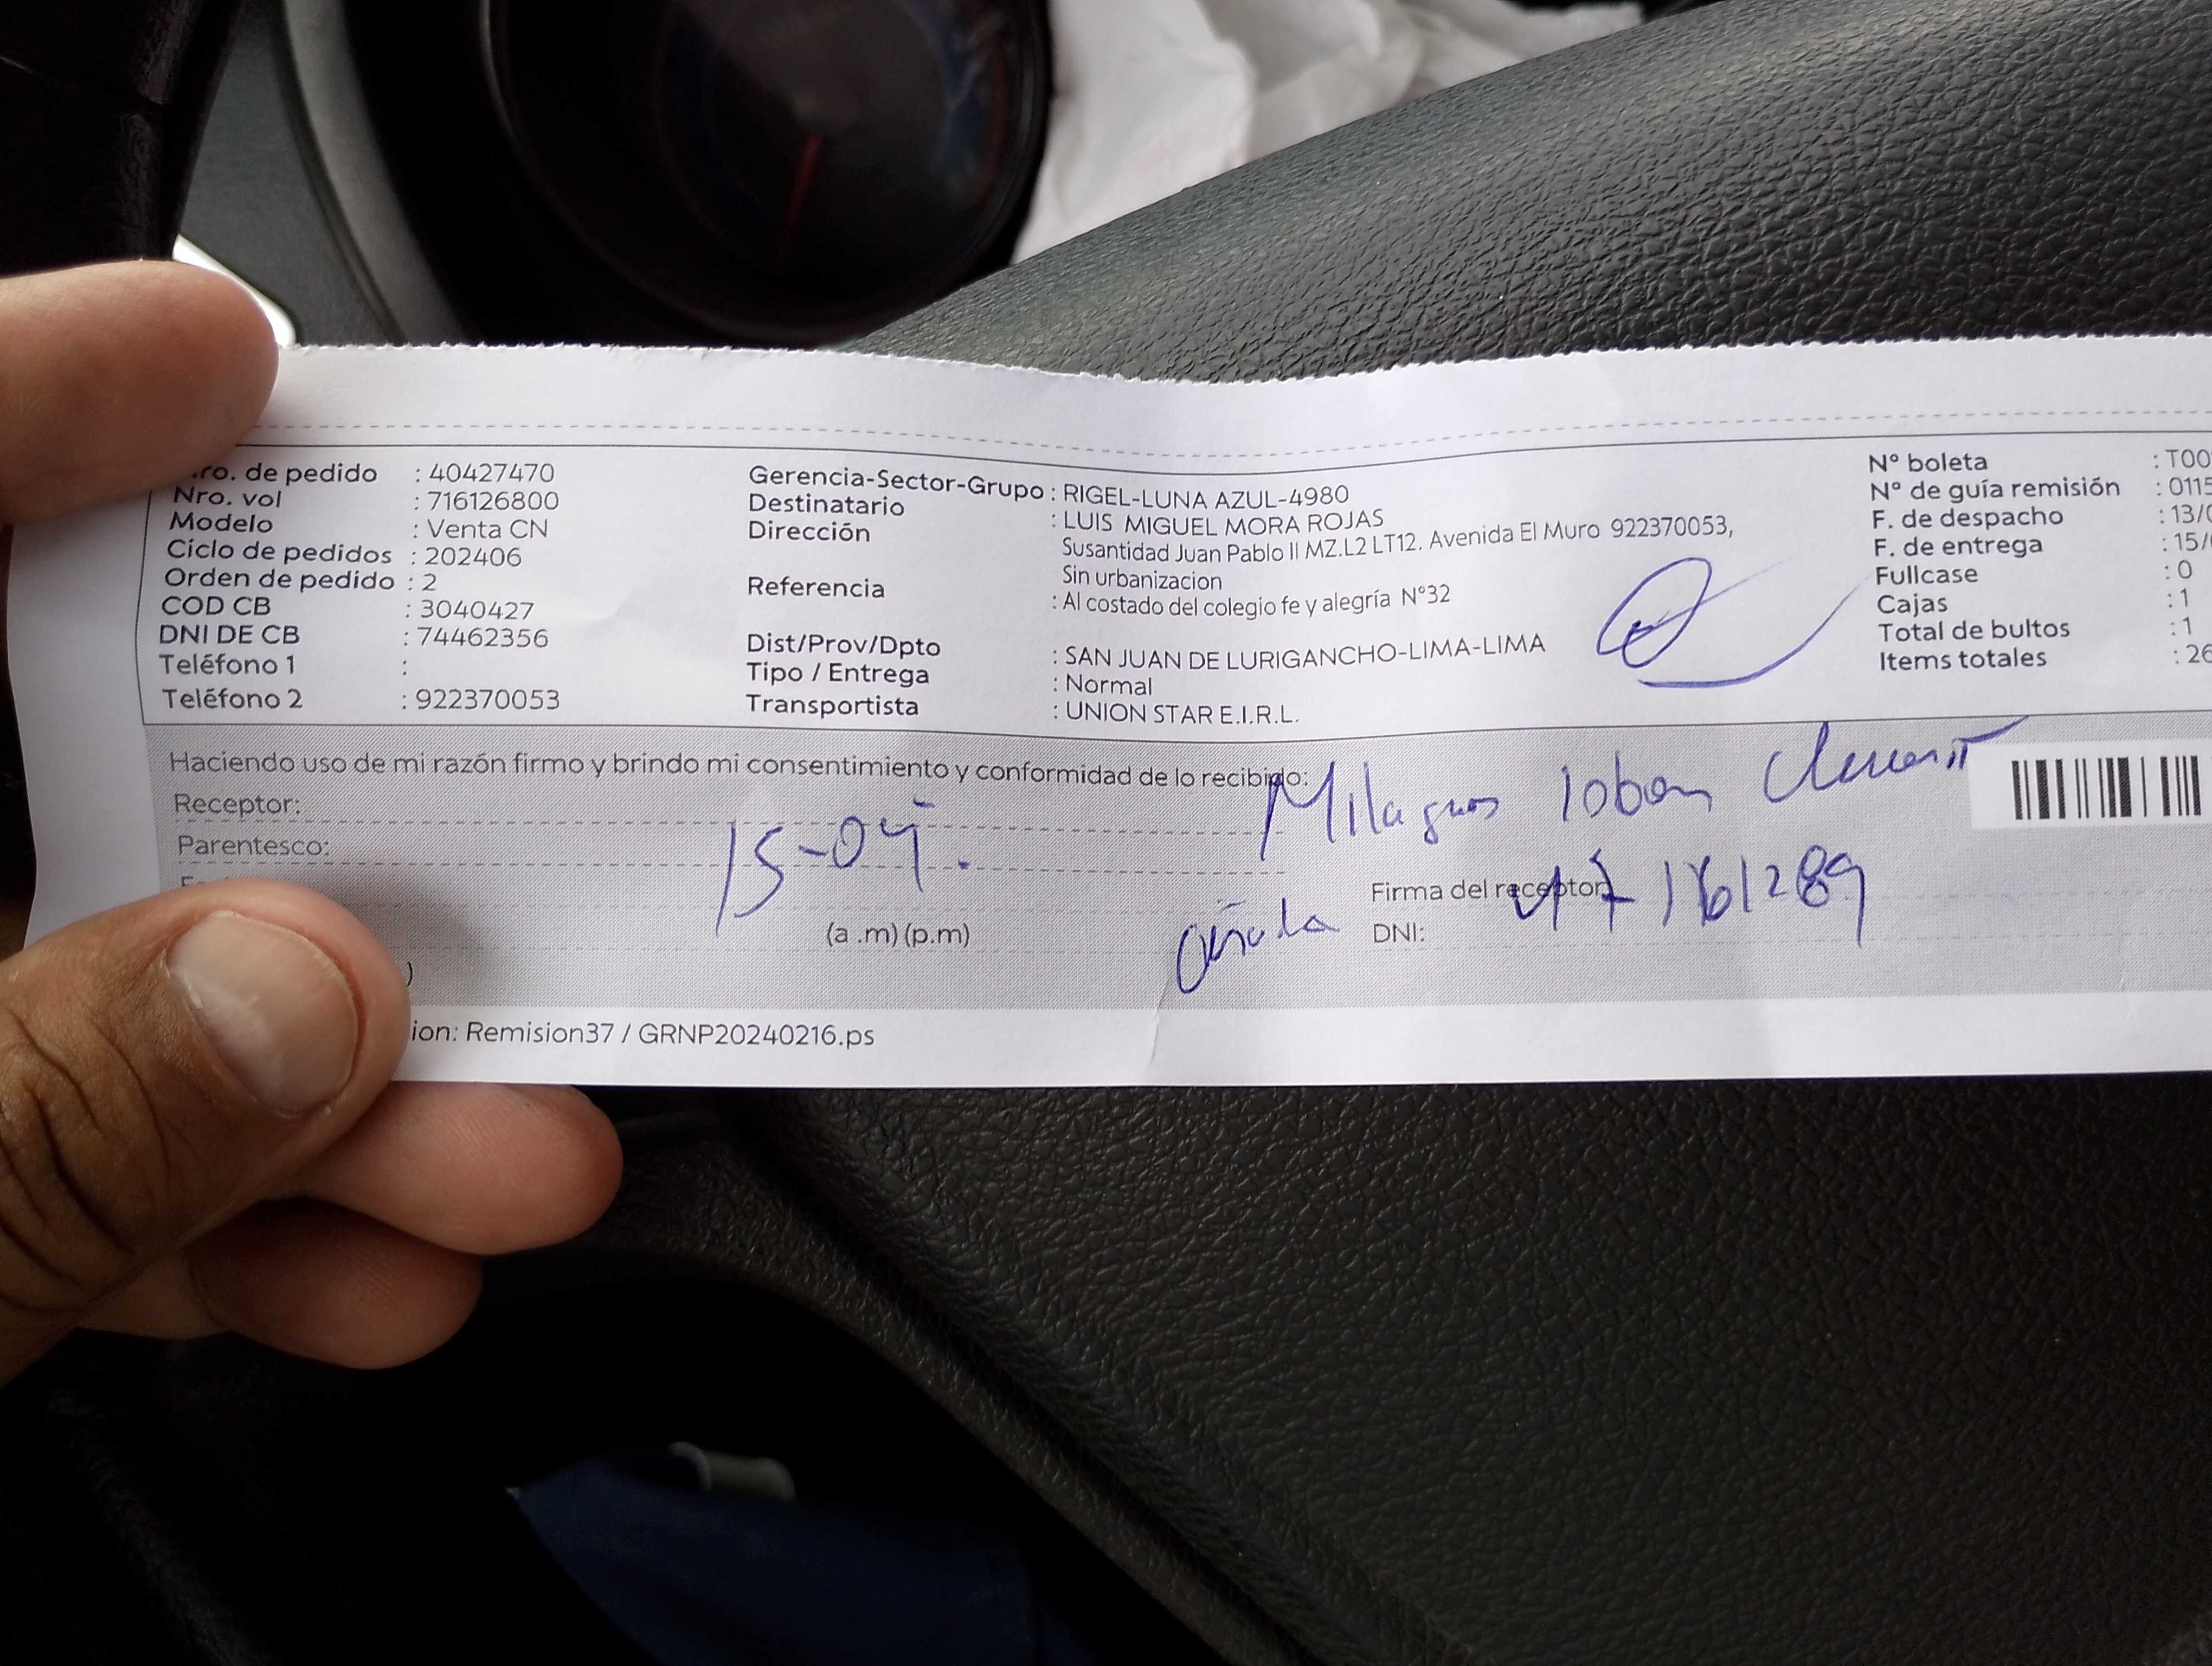 ro. de pedido : 40427470
Nro. vol : 716126800
Modelo : Venta CN
Ciclo de pedidos : 202406
Orden de pedido : 2
COD CB : 3040427
DNI DE CB : 74462356
Teléfono 1 :
Teléfono 2 : 922370053
Gerencia-Sector-Grupo : RIGEL-LUNA AZUL-4980
Destinatario : LUIS MIGUEL MORA ROJAS
Dirección Susantidad Juan Pablo II MZ.L2 LT12. Avenida El Muro 922370053,
Sin urbanizacion
Referencia : Al costado del colegio fe y alegría N°32
Dist/Prov/Dpto : SAN JUAN DE LURIGANCHO-LIMA-LIMA
Tipo / Entrega : Normal
Transportista : UNION STAR E.I.R.L.
N° boleta : T00
N° de guía remisión : 0115
F. de despacho : 13/0
F. de entrega : 15/
Fullcase : 0
Cajas : 1
Total de bultos : 1
Items totales : 26
Haciendo uso de mi razón firmo y brindo mi consentimiento y conformidad de lo recibido:
Receptor:
Milagros
Parentesco:
15-04.
Firma del receptor
(a .m) (p.m)
DNI:
)
ion: Remision37 / GRNP20240216.ps